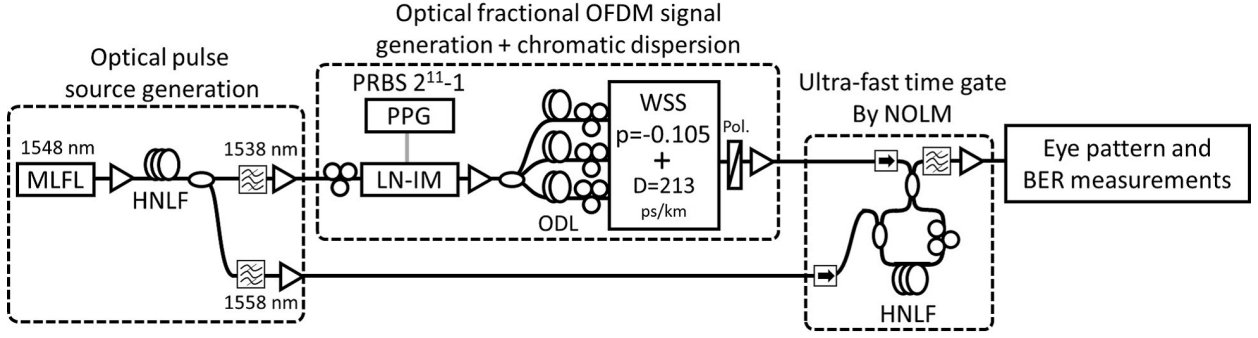 Optical pulse
source generation
1548 nm
MLFL
HNLF
1538 nm
1558 nm
Optical fractional OFDM signal
generation + chromatic dispersion
PRBS 2¹¹-1
PPG
LN-IM
ODL
WSS
p=-0.105
+
D=213
ps/km
Pol.
Ultra-fast time gate
By NOLM
HNLF
Eye pattern and
BER measurements